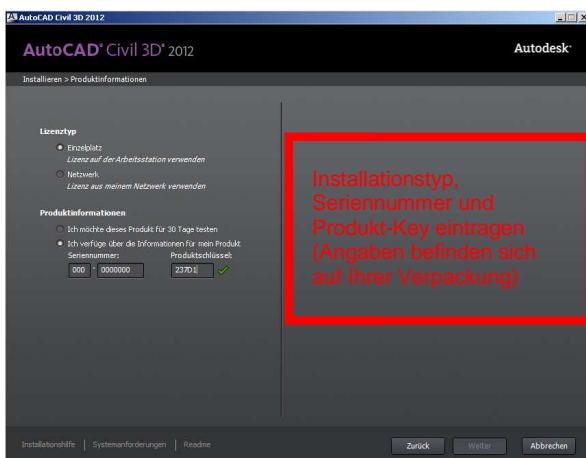 AutoCAD Civil 3D 2012
AutoCAD® Civil 3D® 2012
Autodesk®
Installieren > Produktinformationen
Lizenztyp
Einzelplatz
Lizenz auf der Arbeitsstation verwenden
Netzwerk
Lizenz aus meinem Netzwerk verwenden
Produktinformationen
Ich möchte dieses Produkt für 30 Tage testen
Ich verfüge über die Informationen für mein Produkt
Seriennummer: Produktschlüssel:
000 - 0000000 237D1
Installationstyp,
Seriennummer und
Produkt-Key eintragen
(Angaben befinden sich
auf Ihrer Verpackung)
Installationshilfe | Systemanforderungen | Readme
Zurück Weiter Abbrechen